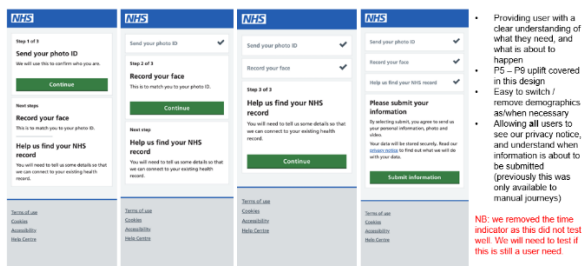 NHS
Step 1 of 3
Send your photo ID
We will use this to confirm who you are.
Continue
Next steps
Record your face
This is to match you to your photo ID.
Help us find your NHS
record
You will need to tell us some details so that
we can connect to your existing health
record.
Terms of use
Cookies
Accessibility
Help Centre
NHS
Send your photo ID
Step 2 of 3
Record your face
This is to match you to your photo ID.
Continue
Next step
Help us find your NHS
record
You will need to tell us some details so that
we can connect to your existing health
record.
Terms of use
Cookies
Accessibility
Help Centre
NHS
Send your photo ID
Record your face
Step 3 of 3
Help us find your NHS
record
You will need to tell us some details so that
we can connect to your existing health
record.
Continue
Terms of use
Cookies
Accessibility
Help Centre
NHS
Send your photo ID
Record your face
Help us find your NHS record
Please submit your
information
By selecting submit, you agree to send us
your personal information, photo and
video.
Your data will be stored securely. Read our
privacy notice to find out what we will do
with your data.
Submit information
Terms of use
Cookies
Accessibility
Help Centre
• Providing user with a
clear understanding of
what they need, and
what is about to
happen
• P5 – P9 uplift covered
in this design
• Easy to switch /
remove demographics
as/when necessary
• Allowing all users to
see our privacy notice,
and understand when
information is about to
be submitted
(previously this was
only available to
manual journeys)
NB: we removed the time
indicator as this did not test
well. We will need to test if
this is still a user need.